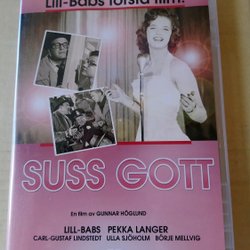 Lill-Babs första film!
SUSS GOTT
En film av GUNNAR HÖGLUND
LILL-BABS PEKKA LANGER
CARL-GUSTAF LINDSTEDT ULLA SJÖHOLM BÖRJE MELLVIG